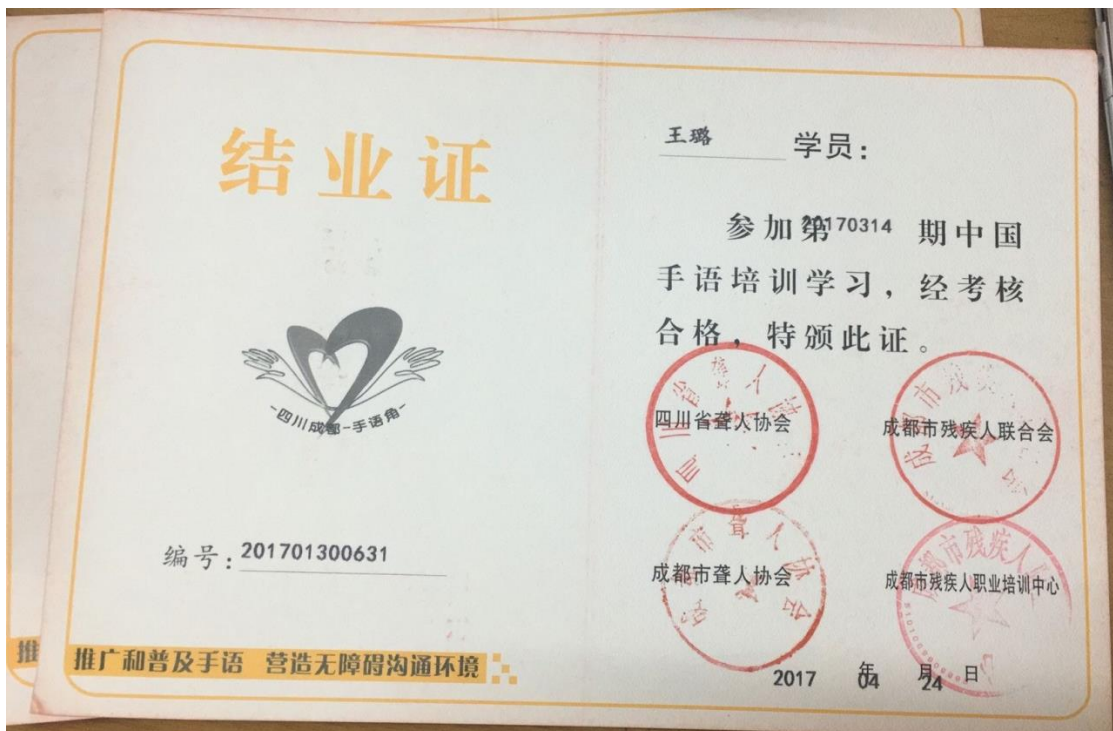 结业证
-四川成都-手语角-
编号:201701300631
推广和普及手语 营造无障碍沟通环境
王璐 学员:
参加第20170314 期中国
手语培训学习,经考核
合格,特颁此证。
四川省聋人协会
成都市残疾人联合会
成都市聋人协会
成都市残疾人职业培训中心
2017 年 04 月 24 日
推